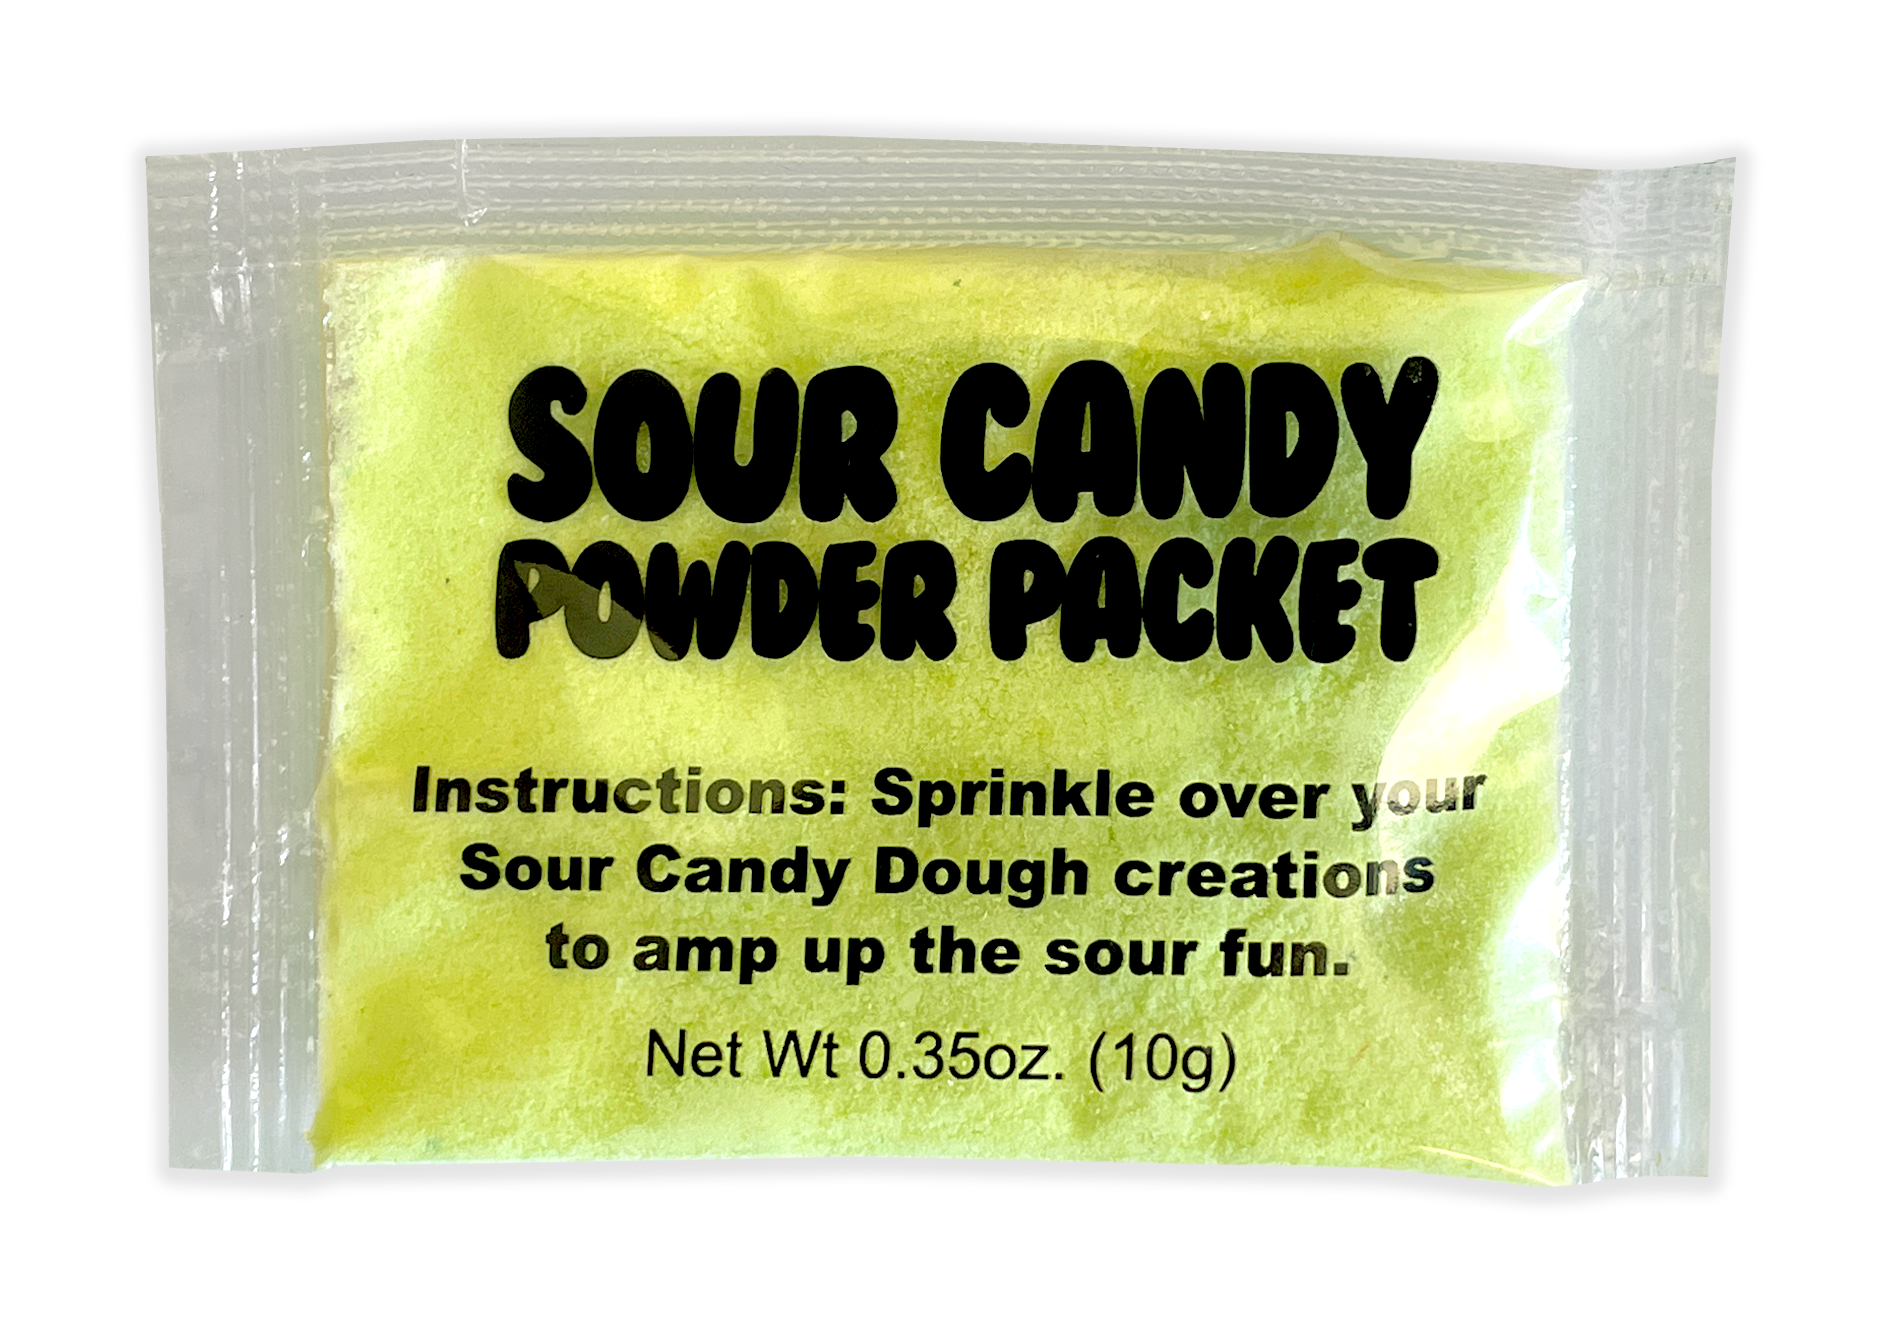 SOUR CANDY
POWDER PACKET
Instructions: Sprinkle over your
Sour Candy Dough creations
to amp up the sour fun.
Net Wt 0.35oz. (10g)